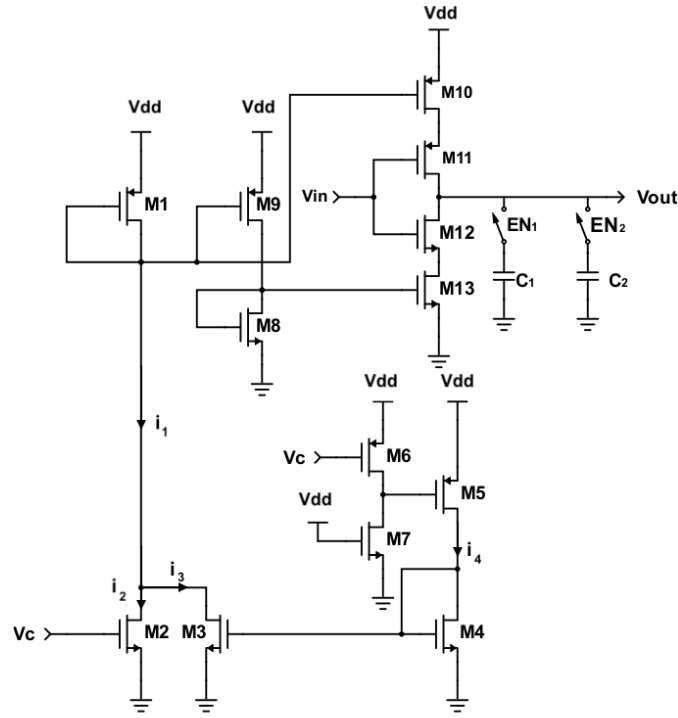 Vdd
M10
Vdd
Vdd
M11
M1
M9
Vin
Vout
EN₁
EN₂
M12
C₁
C₂
M13
M8
Vdd
Vdd
i₁
Vc
M6
M5
Vdd
M7
i₄
i₃
i₂
Vc
M2
M3
M4